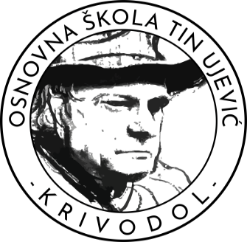 OSNOVNA ŠKOLA TIN UJEVIĆ
- KRIVODOL -